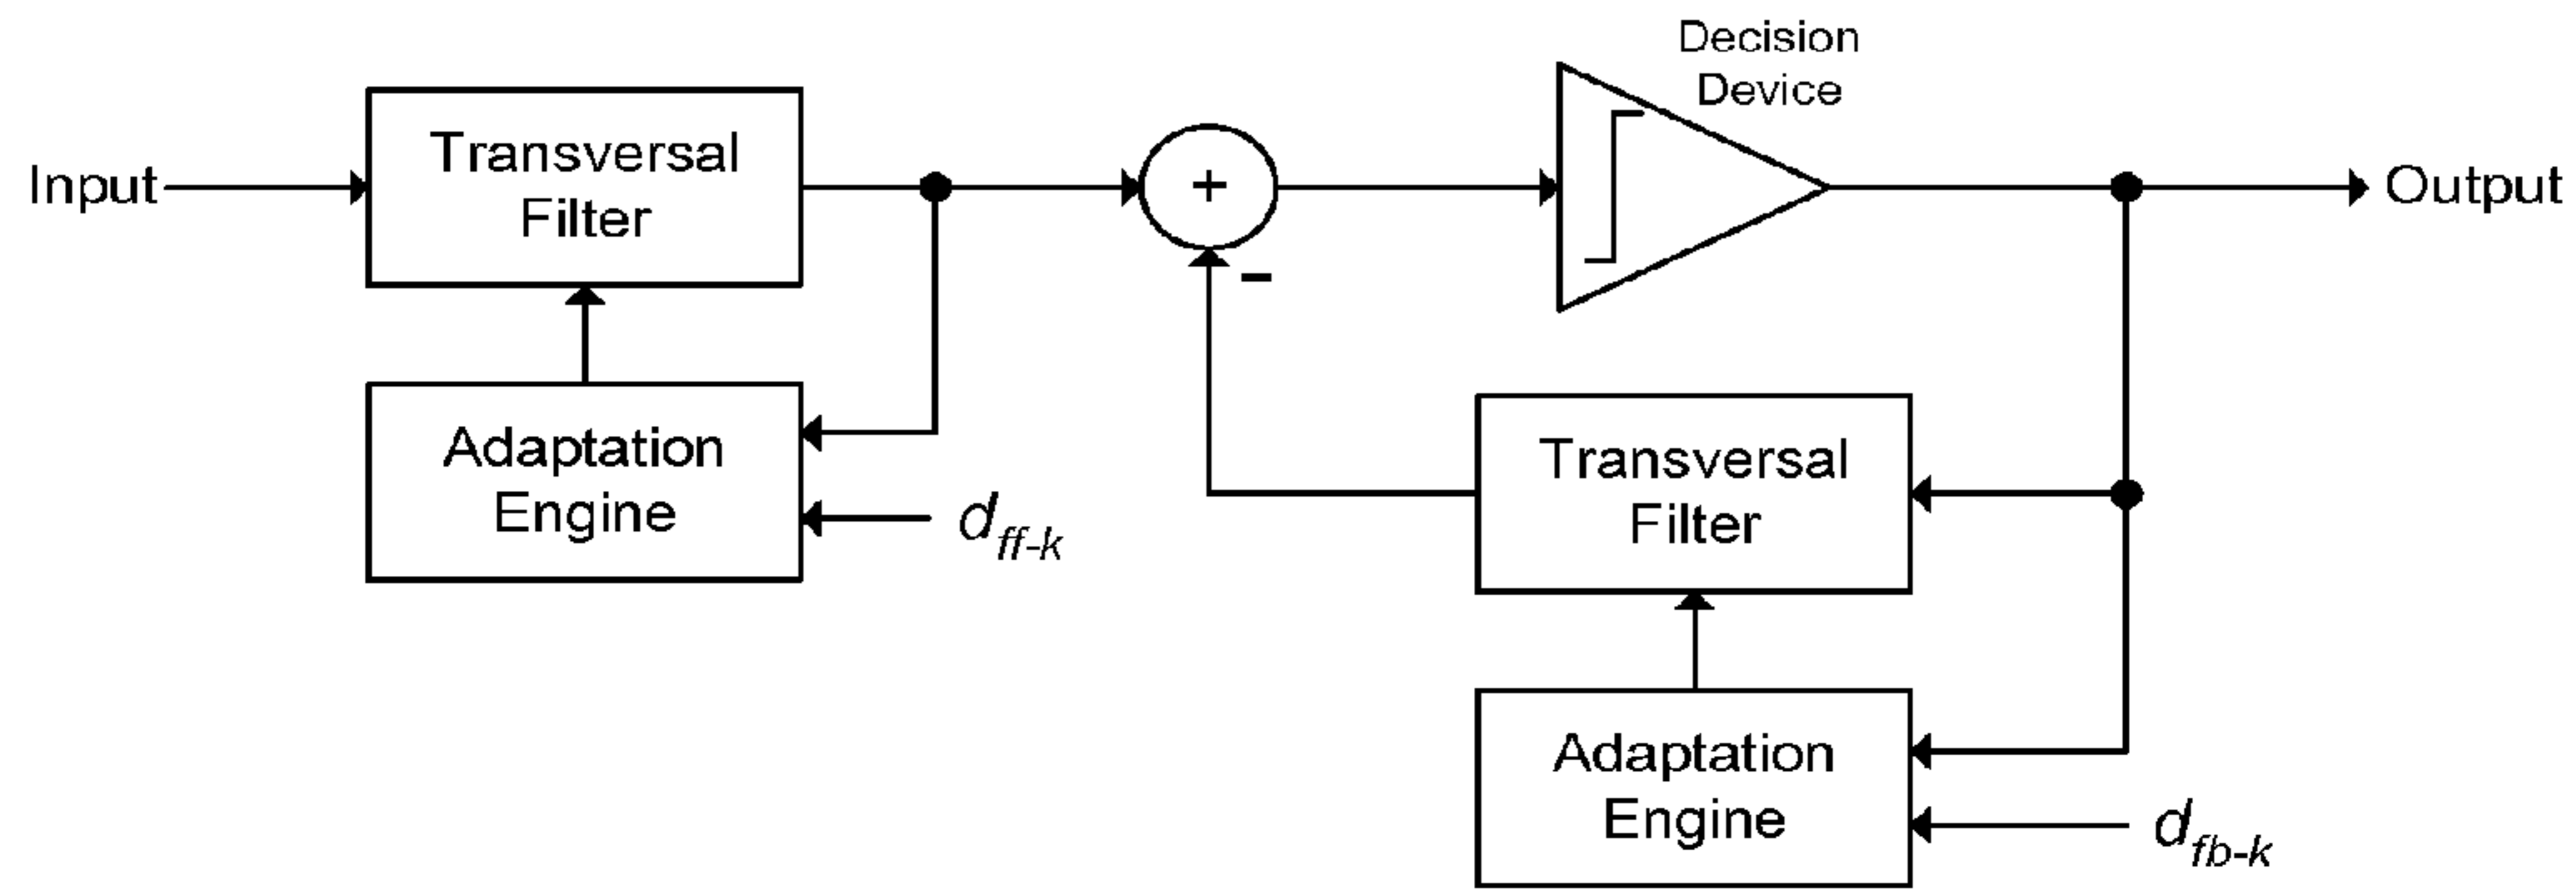 Decision
Device
Input
Transversal
Filter
+
Output
-
Adaptation
Engine
d_ff-k
Transversal
Filter
Adaptation
Engine
d_fb-k